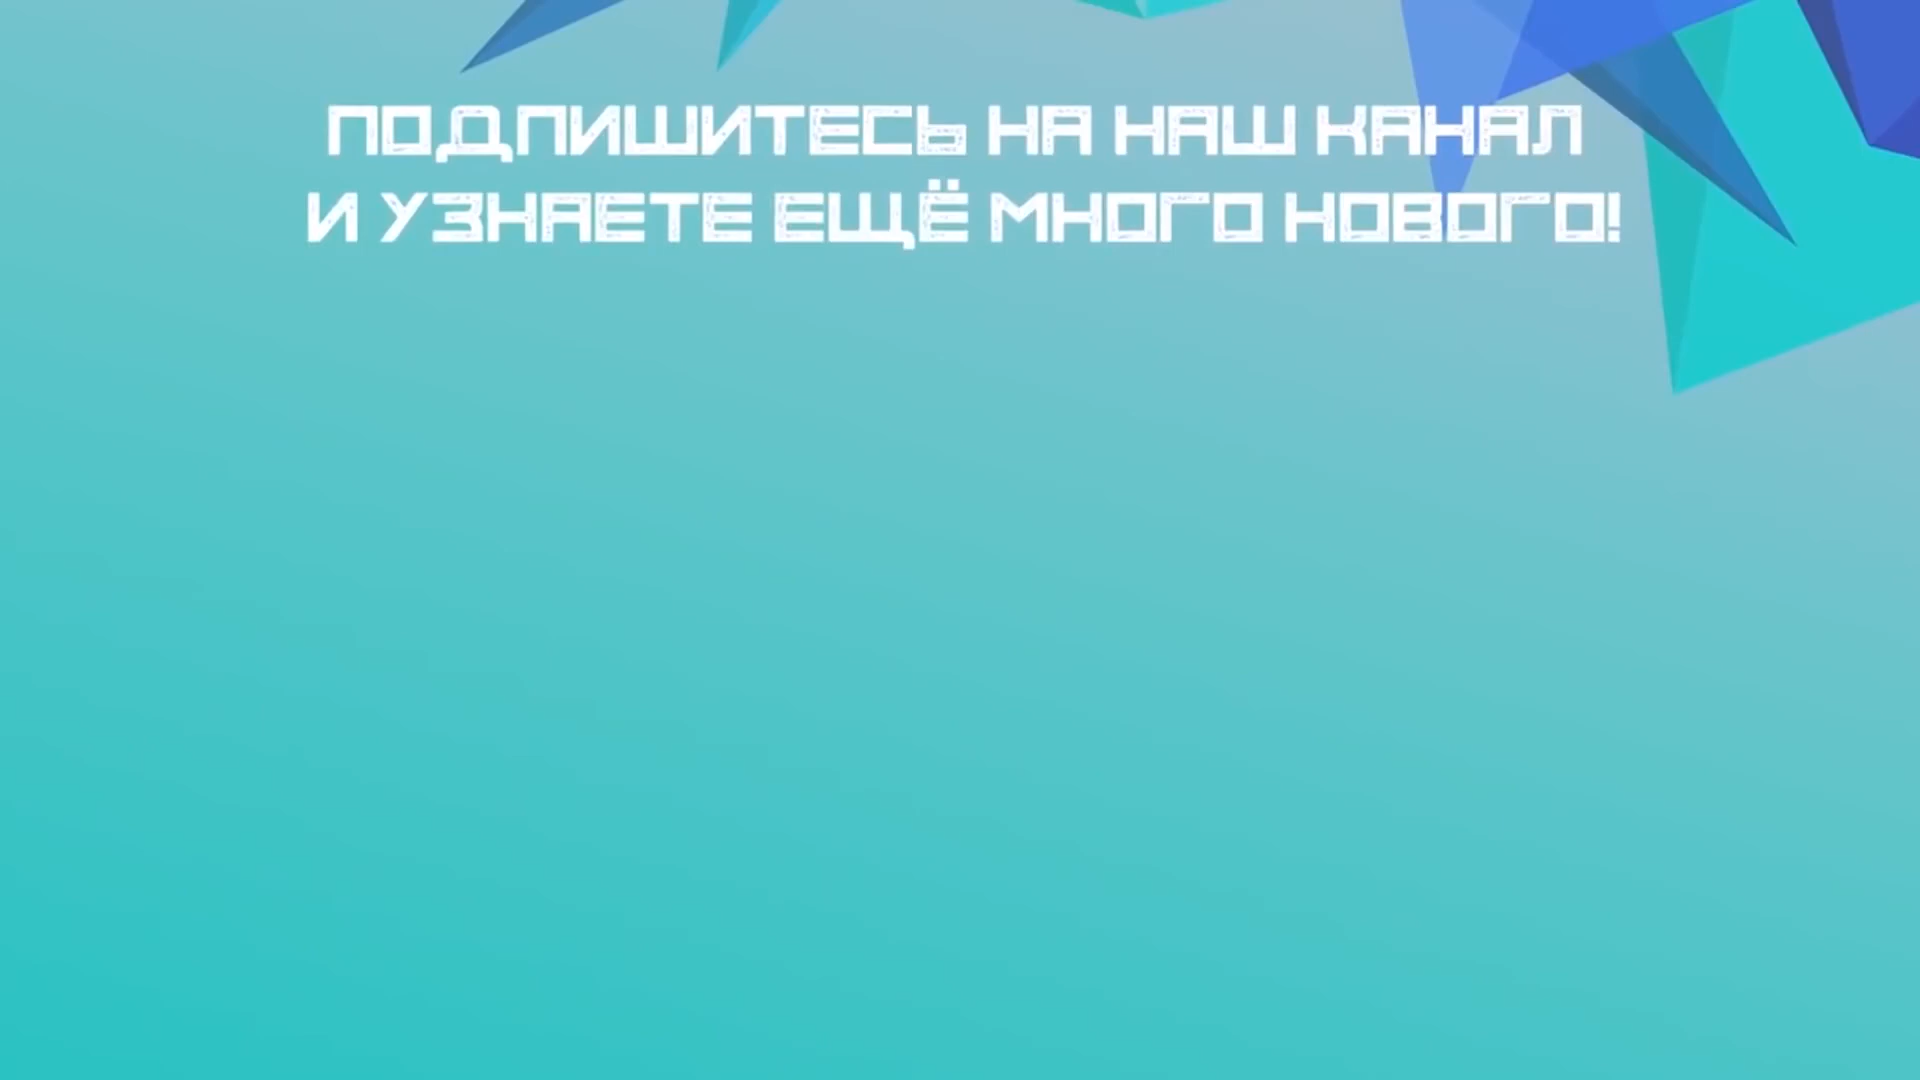 ПОДПИШИТЕСЬ НА НАШ КАНАЛ
И УЗНАЕТЕ ЕЩЁ МНОГО НОВОГО!